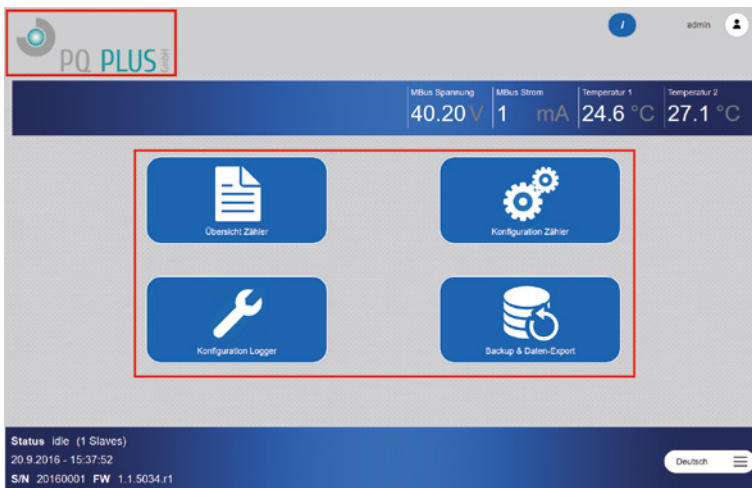 PQ PLUS GmbH
i
admin
MBus Spannung
40.20 V
MBus Strom
1 mA
Temperatur 1
24.6 °C
Temperatur 2
27.1 °C
Übersicht Zähler
Konfiguration Zähler
Konfiguration Logger
Backup & Daten-Export
Status idle (1 Slaves)
20.9.2016 - 15:37:52
S/N 20160001 FW 1.1.5034.r1
Deutsch